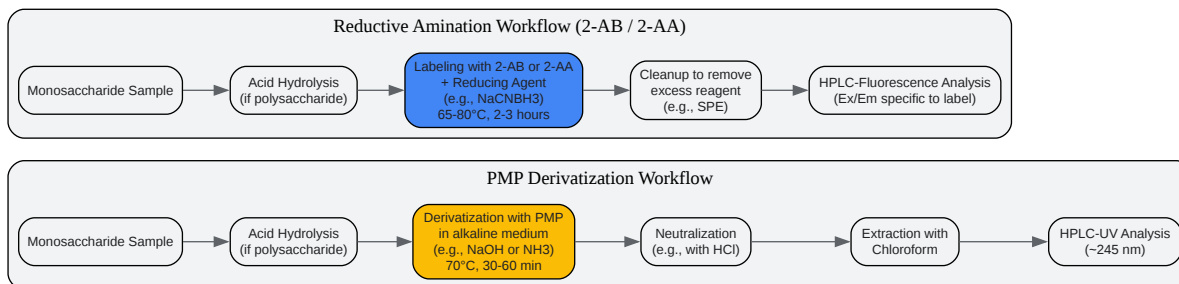 Reductive Amination Workflow (2-AB / 2-AA)
Monosaccharide Sample
Acid Hydrolysis
(if polysaccharide)
Labeling with 2-AB or 2-AA
+ Reducing Agent
(e.g., NaCNBH3)
65-80°C, 2-3 hours
Cleanup to remove
excess reagent
(e.g., SPE)
HPLC-Fluorescence Analysis
(Ex/Em specific to label)
PMP Derivatization Workflow
Monosaccharide Sample
Acid Hydrolysis
(if polysaccharide)
Derivatization with PMP
in alkaline medium
(e.g., NaOH or NH3)
70°C, 30-60 min
Neutralization
(e.g., with HCl)
Extraction with
Chloroform
HPLC-UV Analysis
(~245 nm)